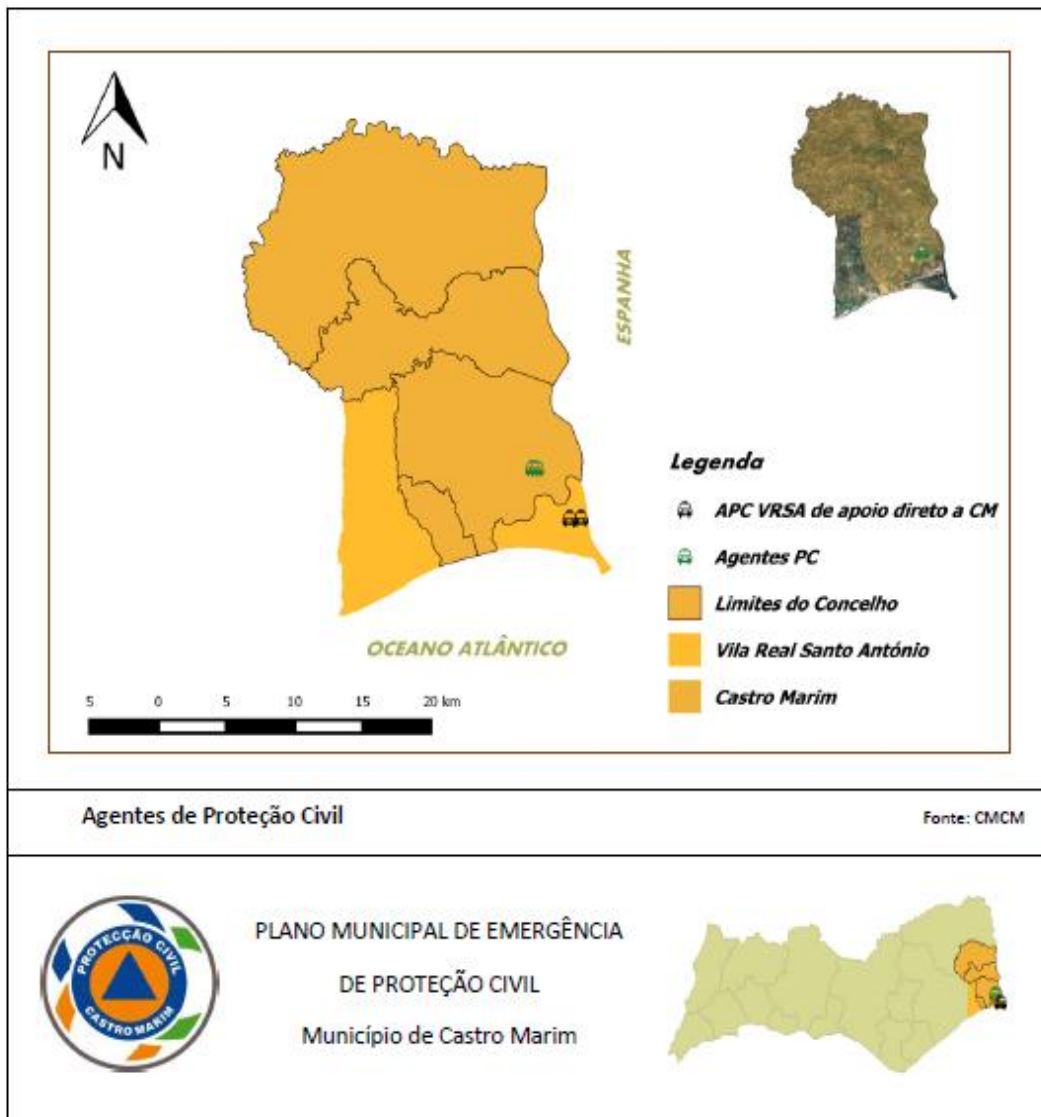 N
ESPANHA
OCEANO ATLÂNTICO
Legenda
APC VRSA de apoio direto a CM
Agentes PC
Limites do Concelho
Vila Real Santo António
Castro Marim
5 0 5 10 15 20 km
Agentes de Proteção Civil
Fonte: CMCM
PROTECÇÃO CIVIL
CASTRO MARIM
PLANO MUNICIPAL DE EMERGÊNCIA
DE PROTEÇÃO CIVIL
Município de Castro Marim